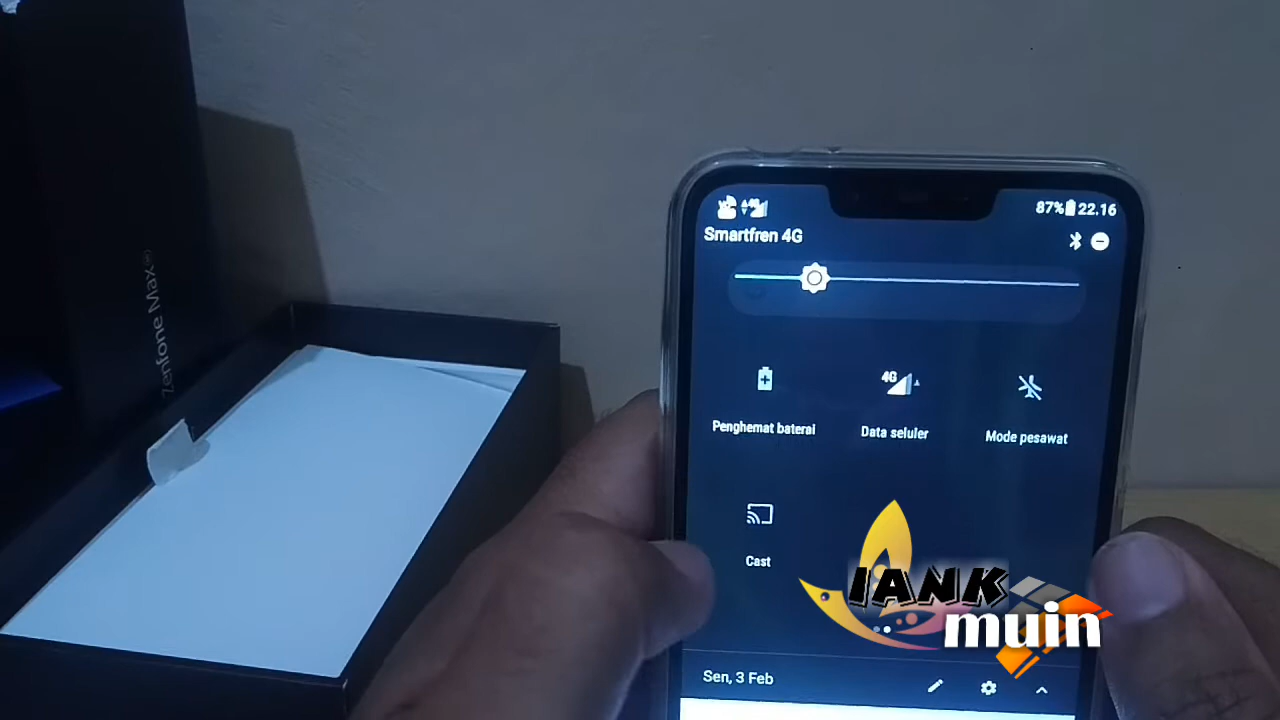 Zenfone Max
4G
87% 22.16
Smartfren 4G
4G
Penghemat baterai
Data seluler
Mode pesawat
Cast
IANK
muin
Sen, 3 Feb